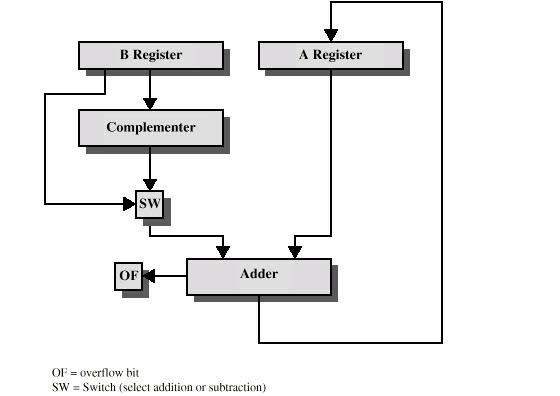 B Register
A Register
Complementer
SW
OF
Adder
OF = overflow bit
SW = Switch (select addition or subtraction)